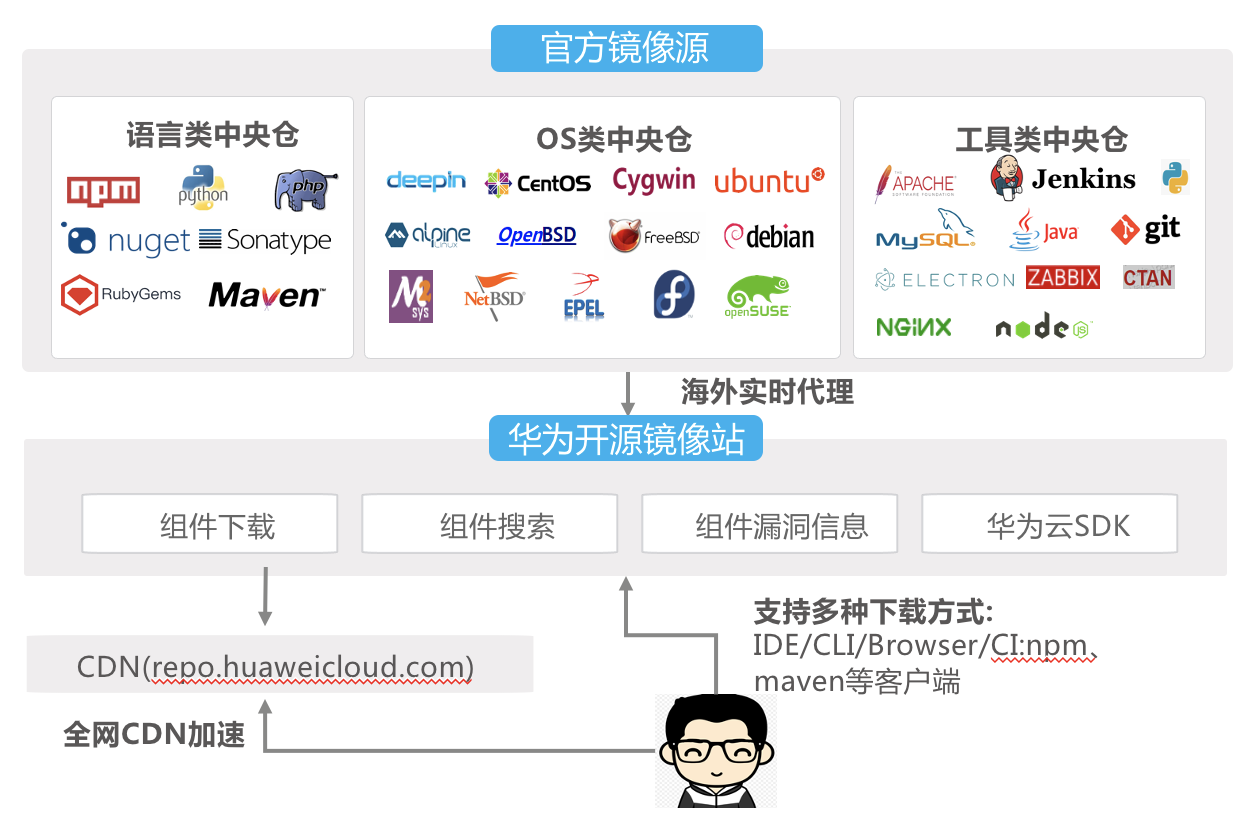 官方镜像源
语言类中央仓
npm python php
nuget Sonatype
RubyGems Maven™
OS类中央仓
deepin CentOS Cygwin ubuntu®
alpine Linux OpenBSD FreeBSD debian
M2 sys NetBSD® EPEL f openSUSE
工具类中央仓
THE APACHE SOFTWARE FOUNDATION Jenkins
MySQL® Java git
ELECTRON ZABBIX CTAN
NGINX node JS
海外实时代理
华为开源镜像站
组件下载 组件搜索 组件漏洞信息 华为云SDK
支持多种下载方式:
IDE/CLI/Browser/CI:npm、
maven等客户端
CDN(repo.huaweicloud.com)
全网CDN加速